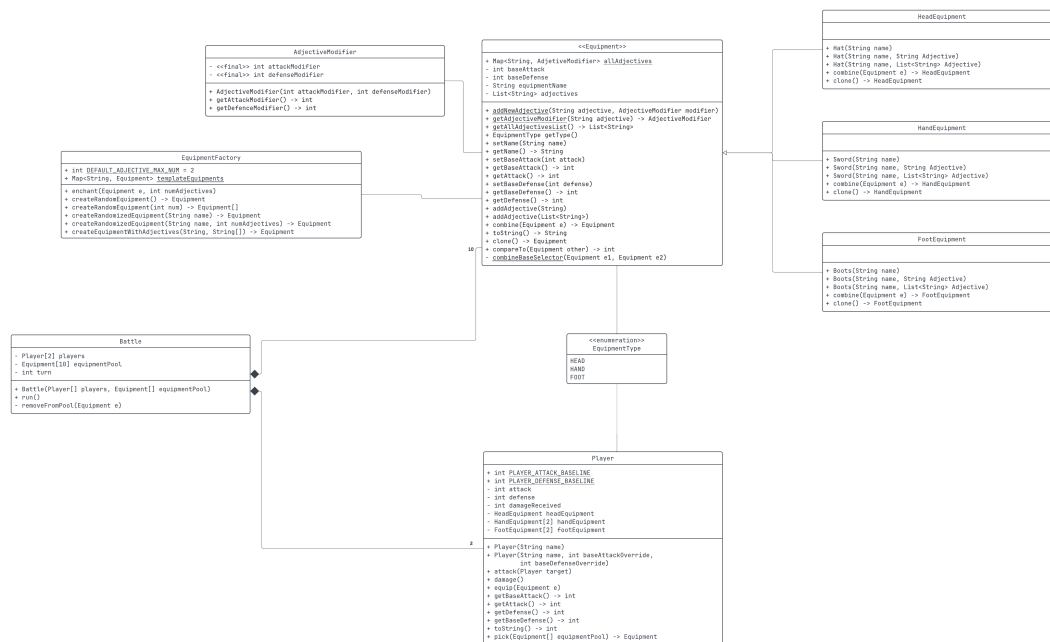 AdjectiveModifier
- <<final>> int attackModifier
- <<final>> int defenseModifier
+ AdjectiveModifier(int attackModifier, int defenseModifier)
+ getAttackModifier() -> int
+ getDefenceModifier() -> int
EquipmentFactory
+ int DEFAULT_ADJECTIVE_MAX_NUM = 2
+ Map<String, Equipment> templateEquipments
+ enchant(Equipment e, int numAdjectives)
+ createRandomEquipment() -> Equipment
+ createRandomEquipment(int num) -> Equipment[]
+ createRandomizedEquipment(String name) -> Equipment
+ createRandomizedEquipment(String name, int numAdjectives) -> Equipment
+ createEquipmentWithAdjectives(String, String[]) -> Equipment
<<Equipment>>
+ Map<String, AdjetiveModifier> allAdjectives
- int baseAttack
- int baseDefense
- String equipmentName
- List<String> adjectives
+ addNewAdjective(String adjective, AdjectiveModifier modifier)
+ getAdjectiveModifier(String adjective) -> AdjectiveModifier
+ getAllAdjectivesList() -> List<String>
+ EquipmentType getType()
+ setName(String name)
+ getName() -> String
+ setBaseAttack(int attack)
+ getBaseAttack() -> int
+ getAttack() -> int
+ setBaseDefense(int defense)
+ getBaseDefense() -> int
+ getDefense() -> int
+ addAdjective(String)
+ addAdjective(List<String>)
+ combine(Equipment e) -> Equipment
+ toString() -> String
+ clone() -> Equipment
+ compareTo(Equipment other) -> int
- combineBaseSelector(Equipment e1, Equipment e2)
10
HeadEquipment
+ Hat(String name)
+ Hat(String name, String Adjective)
+ Hat(String name, List<String> Adjective)
+ combine(Equipment e) -> HeadEquipment
+ clone() -> HeadEquipment
HandEquipment
+ Sword(String name)
+ Sword(String name, String Adjective)
+ Sword(String name, List<String> Adjective)
+ combine(Equipment e) -> HandEquipment
+ clone() -> HandEquipment
FootEquipment
+ Boots(String name)
+ Boots(String name, String Adjective)
+ Boots(String name, List<String> Adjective)
+ combine(Equipment e) -> FootEquipment
+ clone() -> FootEquipment
Battle
- Player[2] players
- Equipment[10] equipmentPool
- int turn
+ Battle(Player[] players, Equipment[] equipmentPool)
+ run()
- removeFromPool(Equipment e)
<<enumeration>>
EquipmentType
HEAD
HAND
FOOT
2
Player
+ int PLAYER_ATTACK_BASELINE
+ int PLAYER_DEFENSE_BASELINE
- int attack
- int defense
- int damageReceived
- HeadEquipment headEquipment
- HandEquipment[2] handEquipment
- FootEquipment[2] footEquipment
+ Player(String name)
+ Player(String name, int baseAttackOverride,
int baseDefenseOverride)
+ attack(Player target)
+ damage()
+ equip(Equipment e)
+ getBaseAttack() -> int
+ getAttack() -> int
+ getDefense() -> int
+ getBaseDefense() -> int
+ toString() -> int
+ pick(Equipment[] equipmentPool) -> Equipment